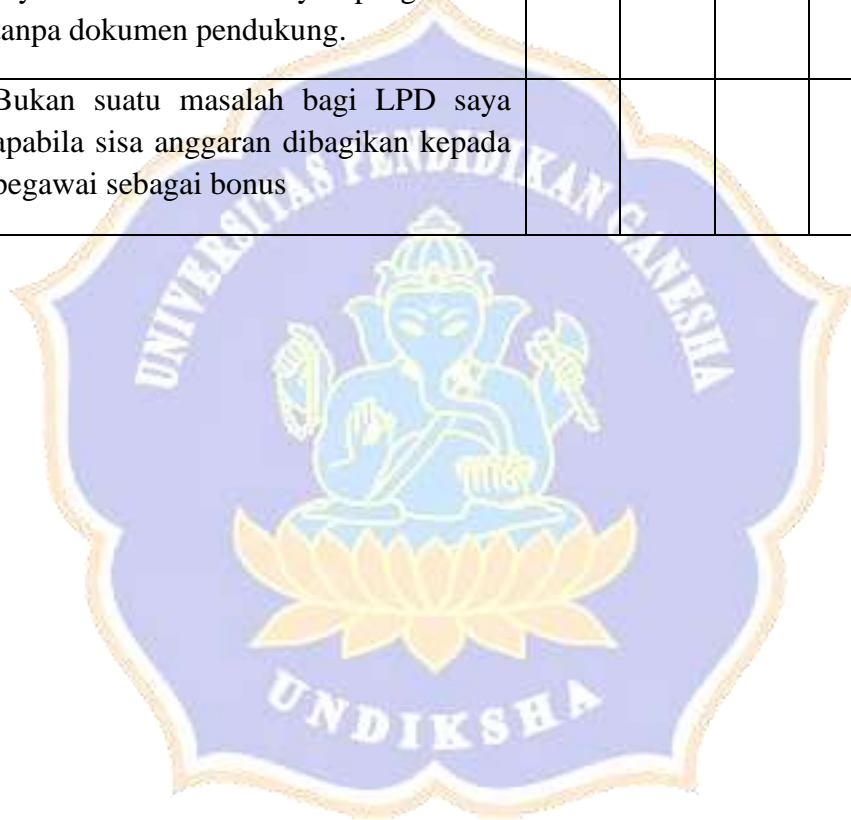 tanpa dokumen pendukung.
Bukan suatu masalah bagi LPD saya
apabila sisa anggaran dibagikan kepada
pegawai sebagai bonus
UNIVERSITAS PENDIDIKAN GANESHA
UNDIKSHA